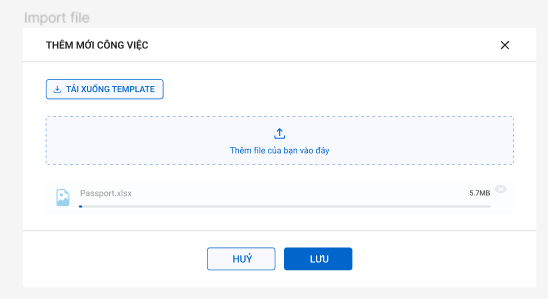 Import file
THÊM MỚI CÔNG VIỆC
TẢI XUỐNG TEMPLATE
Thêm file của bạn vào đây
Passport.xlsx
5.7MB
HUỶ
LƯU